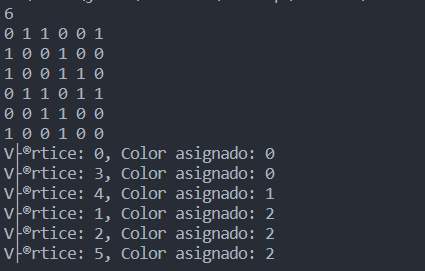 6
0 1 1 0 0 1
1 0 0 1 0 0
1 0 0 1 1 0
0 1 1 0 1 1
0 0 1 1 0 0
1 0 0 1 0 0
V├®rtice: 0, Color asignado: 0
V├®rtice: 3, Color asignado: 0
V├®rtice: 4, Color asignado: 1
V├®rtice: 1, Color asignado: 2
V├®rtice: 2, Color asignado: 2
V├®rtice: 5, Color asignado: 2